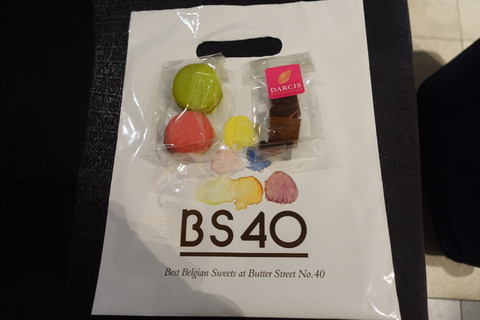 DARCIS
BS40
Best Belgian Sweets at Butter Street No. 40